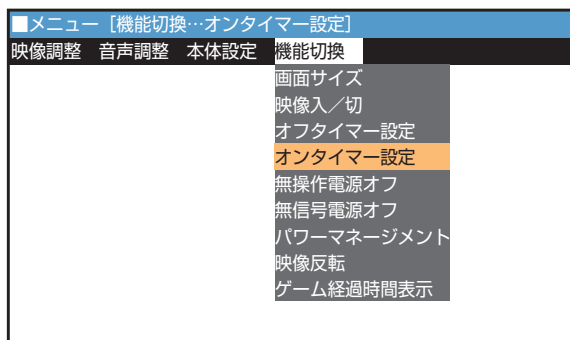 ■メニュー［機能切換…オンタイマー設定］
映像調整 音声調整 本体設定 機能切換
画面サイズ
映像入／切
オフタイマー設定
オンタイマー設定
無操作電源オフ
無信号電源オフ
パワーマネージメント
映像反転
ゲーム経過時間表示